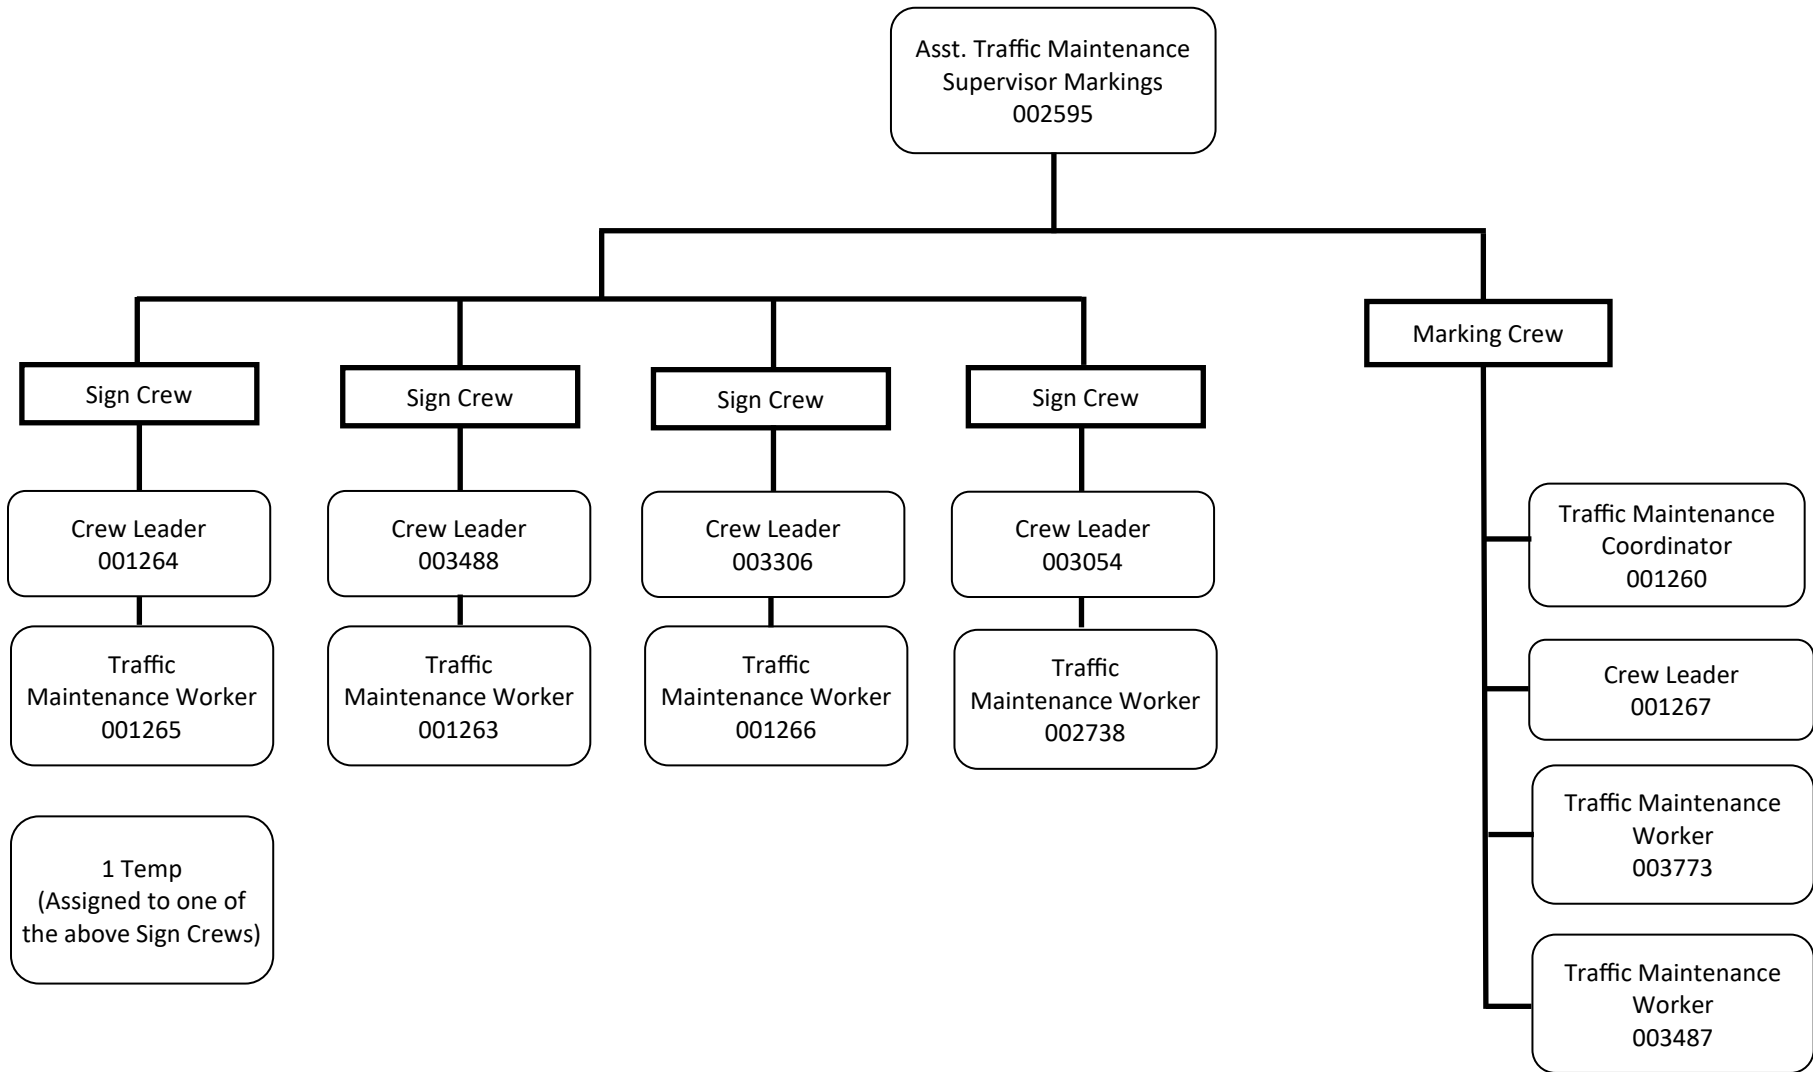 Asst. Traffic Maintenance
Supervisor Markings
002595
Marking Crew
Sign Crew
Sign Crew
Sign Crew
Sign Crew
Crew Leader
001264
Crew Leader
003488
Crew Leader
003306
Crew Leader
003054
Traffic
Maintenance Worker
001265
Traffic
Maintenance Worker
001263
Traffic
Maintenance Worker
001266
Traffic
Maintenance Worker
002738
1 Temp
(Assigned to one of
the above Sign Crews)
Traffic Maintenance
Coordinator
001260
Crew Leader
001267
Traffic Maintenance
Worker
003773
Traffic Maintenance
Worker
003487